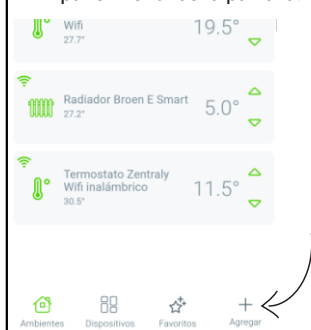 Wifi
19.5°
27.7°
Radiador Broen E Smart
5.0°
27.2°
Termostato Zentraly
Wifi inalámbrico
11.5°
30.5°
Ambientes Dispositivos Favoritos Agregar